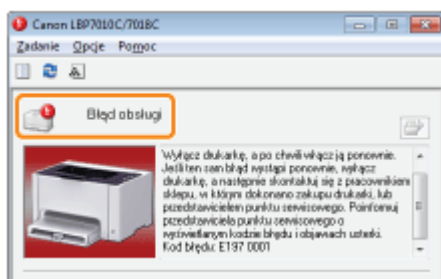 Canon LBP7010C/7018C
Zadanie Opcje Pomoc
Błąd obsługi
Wyłącz drukarkę, a po chwili włącz ją ponownie.
Jeśli ten sam błąd wystąpi ponownie, wyłącz
drukarkę, a następnie skontaktuj się z pracownikiem
sklepu, w którym dokonano zakupu drukarki, lub
przedstawicielem punktu serwisowego. Poinformuj
przedstawiciela punktu serwisowego o
wyświetlanym kodzie błędu i objawach usterki.
Kod błędu: E197 0001